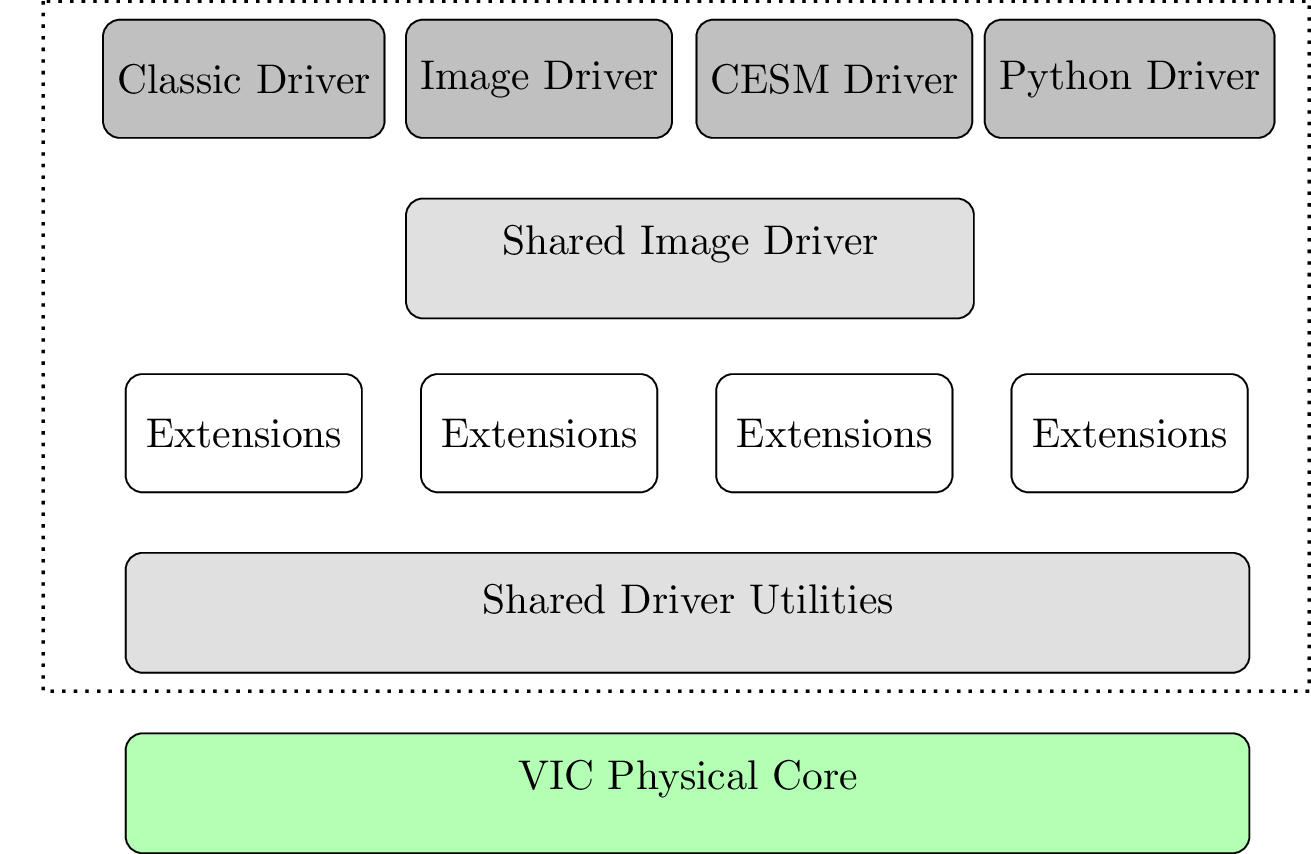 Classic Driver
Image Driver
CESM Driver
Python Driver
Shared Image Driver
Extensions
Extensions
Extensions
Extensions
Shared Driver Utilities
VIC Physical Core